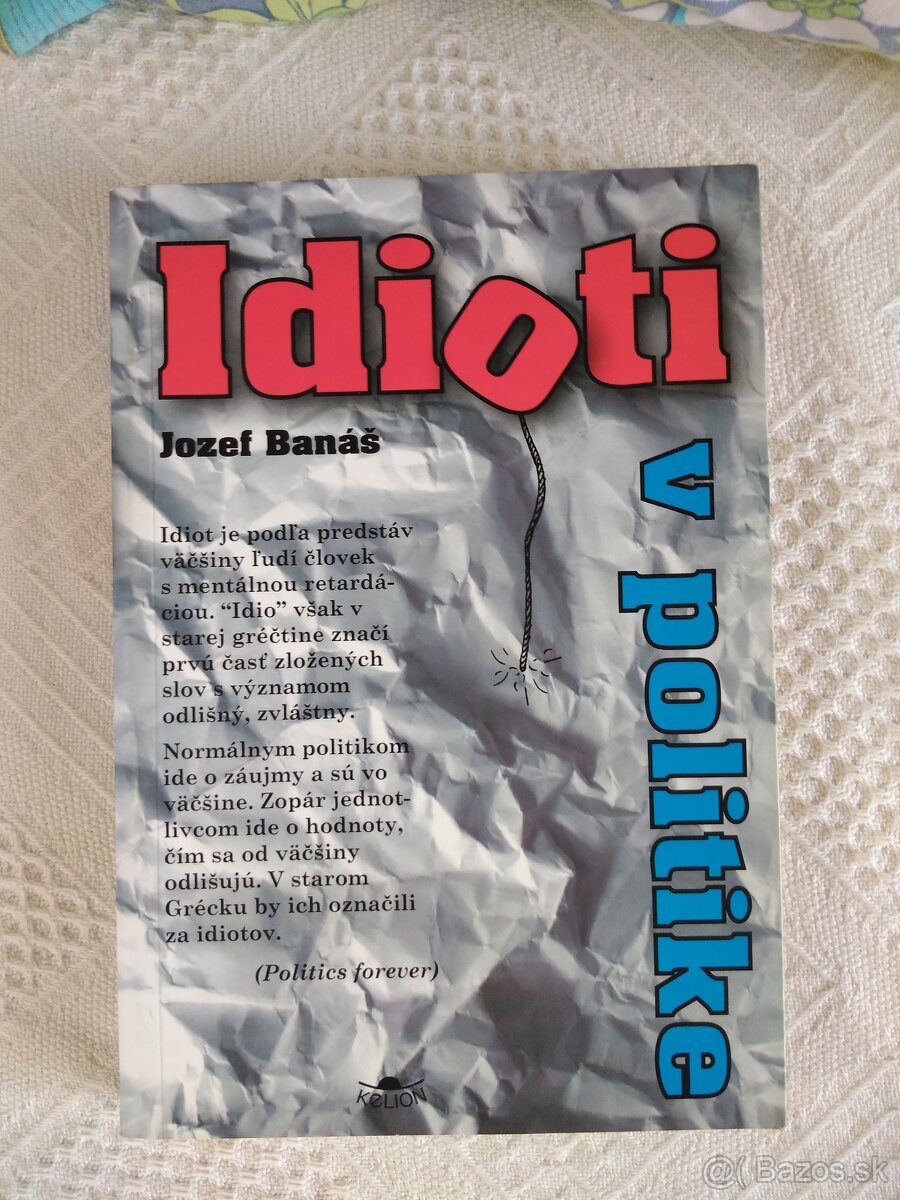 Idioti
v politike
Jozef Banáš
Idiot je podľa predstáv
väčšiny ľudí človek
s mentálnou retardá-
ciou. “Idio” však v
starej gréčtine značí
prvú časť zložených
slov s významom
odlišný, zvláštny.
Normálnym politikom
ide o záujmy a sú vo
väčšine. Zopár jednot-
livcom ide o hodnoty,
čím sa od väčšiny
odlišujú. V starom
Grécku by ich označili
za idiotov.
(Politics forever)
KeLION
@( Bazos.sk